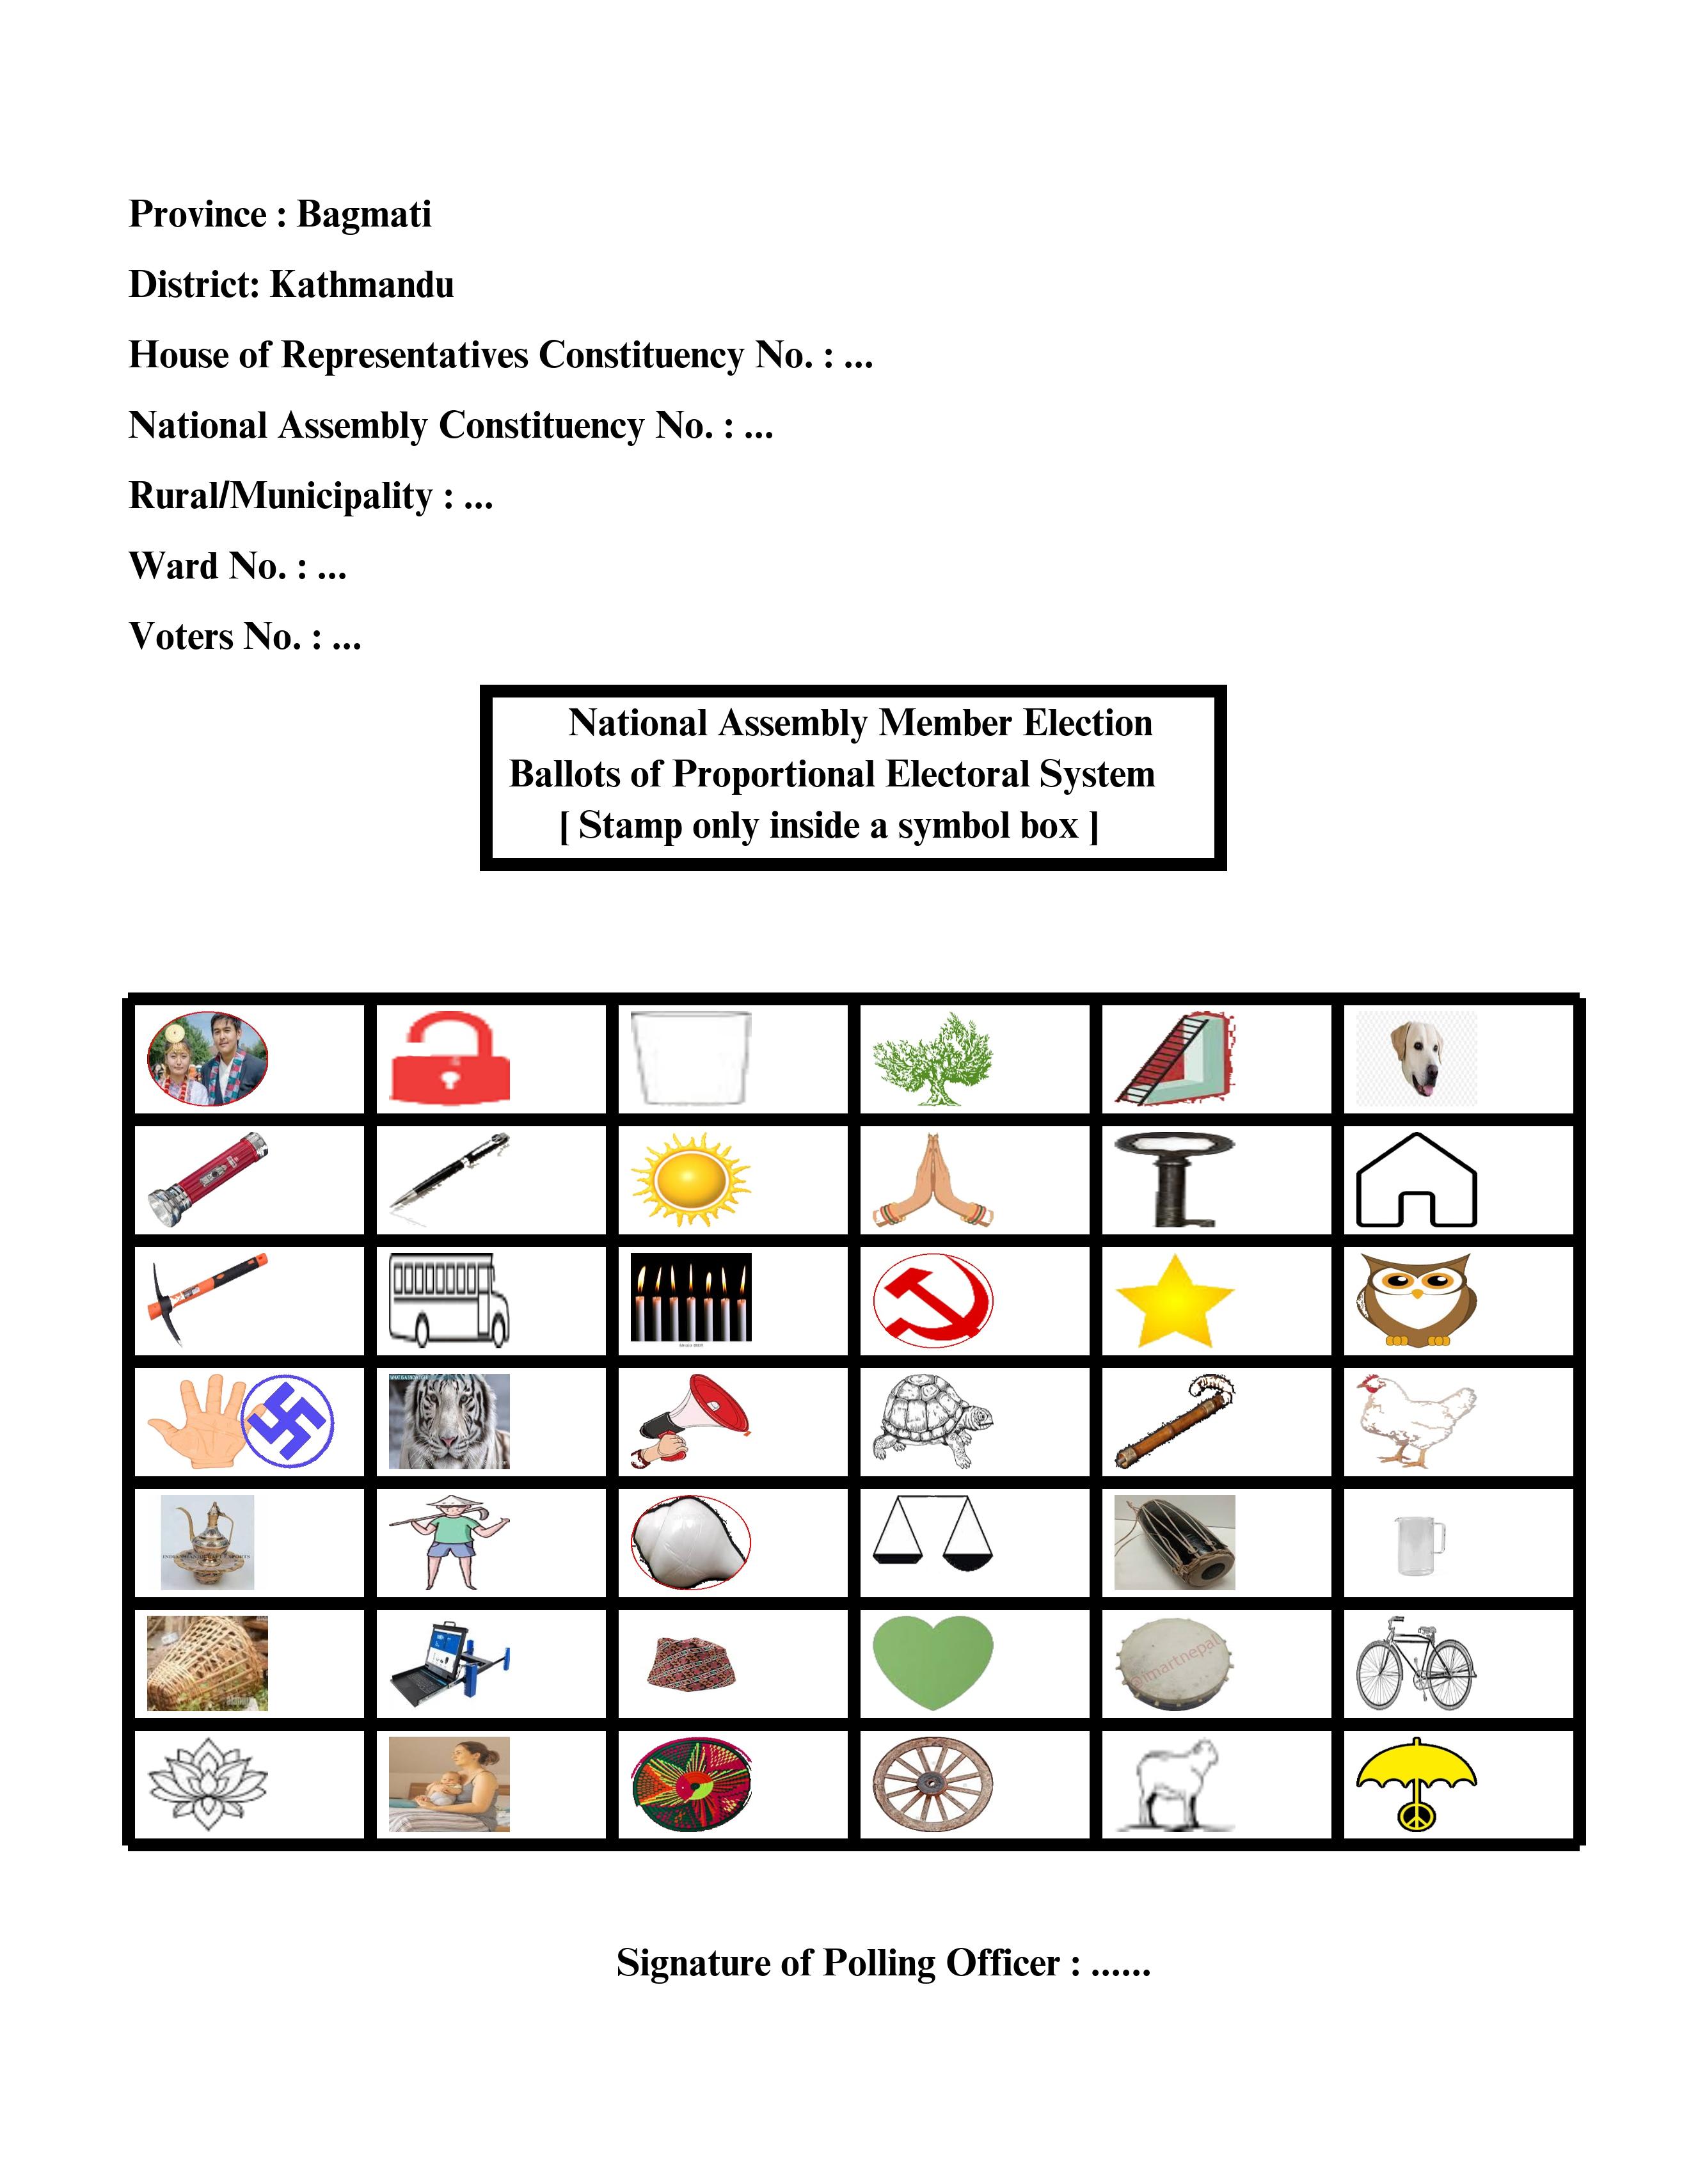 Province : Bagmati
District: Kathmandu
House of Representatives Constituency No. : ...
National Assembly Constituency No. : ...
Rural/Municipality : ...
Ward No. : ...
Voters No. : ...
National Assembly Member Election
Ballots of Proportional Electoral System
[ Stamp only inside a symbol box ]
Signature of Polling Officer : ......